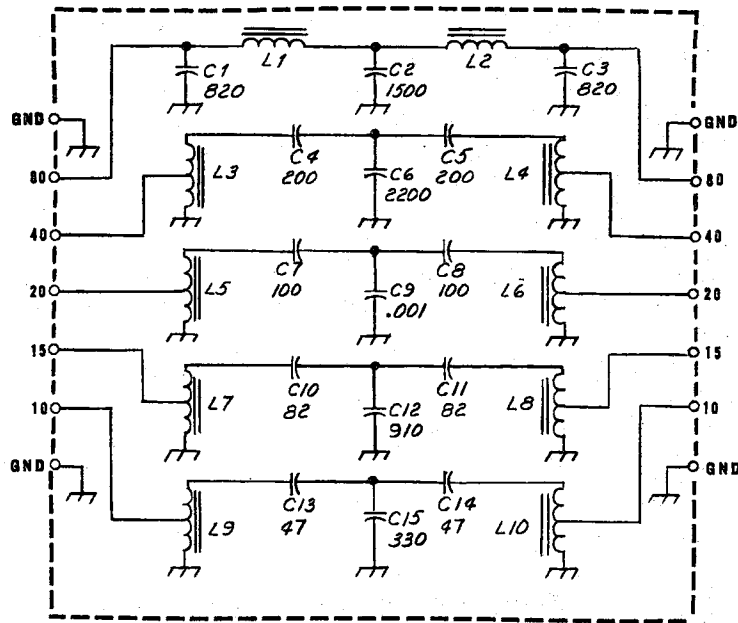 C1
820
L1
C2
1500
L2
C3
820
GND
GND
80
L3
C4
200
C6
2200
C5
200
L4
80
40
40
20
L5
C7
100
C9
.001
C8
100
L6
20
15
L7
C10
82
C12
910
C11
82
L8
15
10
10
GND
L9
C13
47
C15
330
C14
47
L10
GND